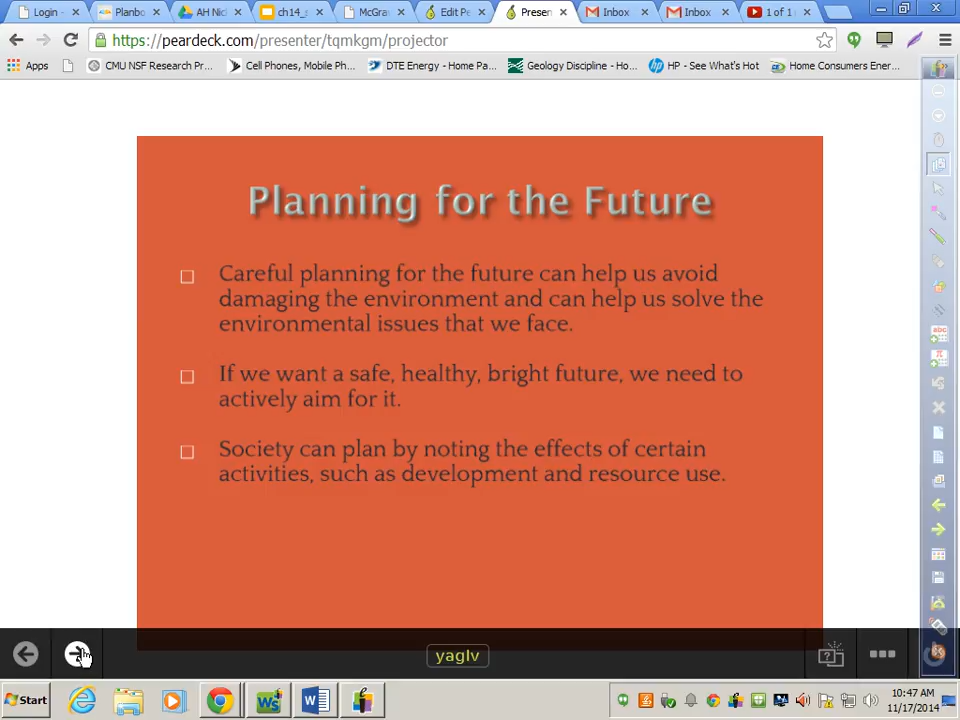 Login -
Planbo
AH Nic
ch14_
McGra
Edit Pe
Preser
Inbox
Inbox
1 of 1
https://peardeck.com/presenter/tqmkgm/projector
Apps
CMU NSF Research Pr...
Cell Phones, Mobile Ph...
DTE Energy - Home Pa...
Geology Discipline - Ho...
HP - See What's Hot
Home Consumers Ener...
Planning for the Future
Careful planning for the future can help us avoid
damaging the environment and can help us solve the
environmental issues that we face.
If we want a safe, healthy, bright future, we need to
actively aim for it.
Society can plan by noting the effects of certain
activities, such as development and resource use.
abc
yaglv
Start
10:47 AM
11/17/2014